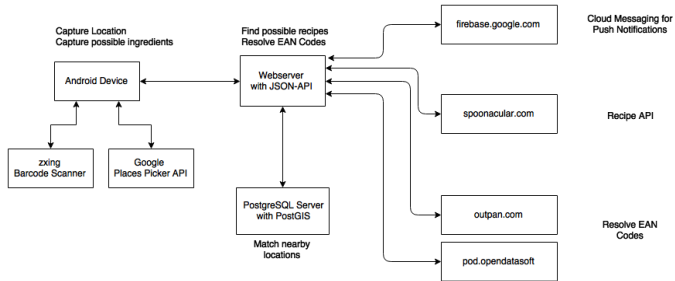 Capture Location
Capture possible ingredients
Find possible recipes
Resolve EAN Codes
firebase.google.com
Cloud Messaging for
Push Notifications
Android Device
Webserver
with JSON-API
spoonacular.com
Recipe API
zxing
Barcode Scanner
Google
Places Picker API
PostgreSQL Server
with PostGIS
Match nearby
locations
outpan.com
Resolve EAN
Codes
pod.opendatasoft